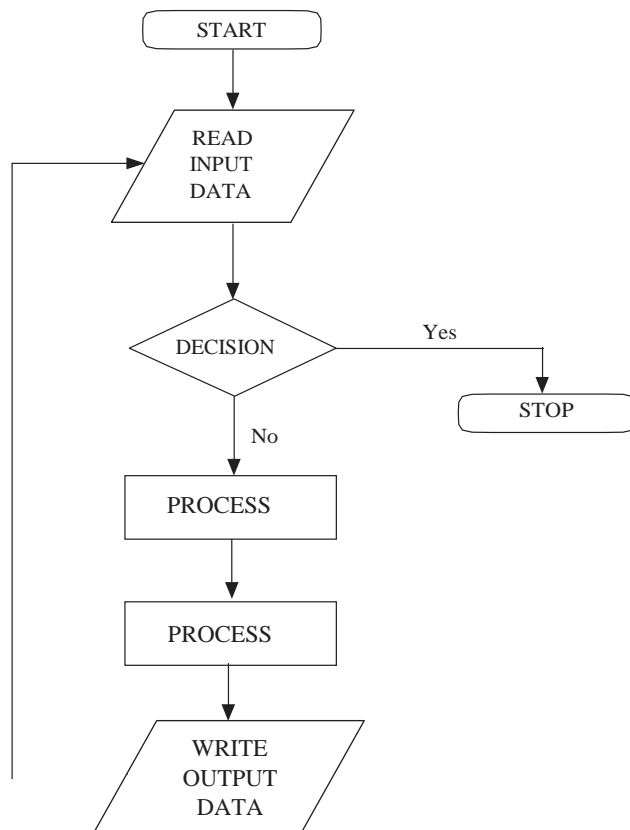 START
READ
INPUT
DATA
DECISION
Yes
STOP
No
PROCESS
PROCESS
WRITE
OUTPUT
DATA